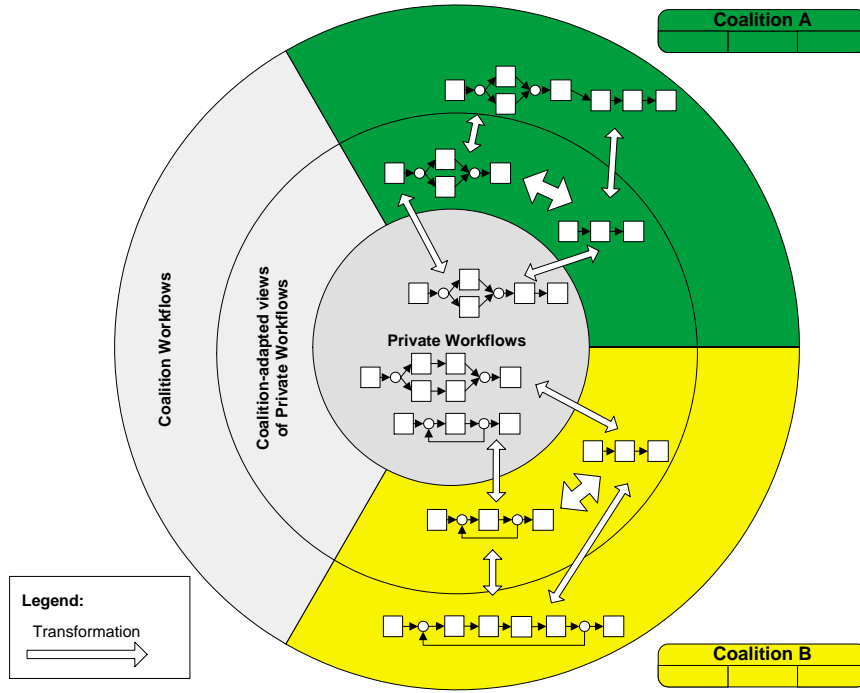 Coalition A
Coalition Workflows
Coalition-adapted views
of Private Workflows
Private Workflows
Legend:
Transformation
Coalition B